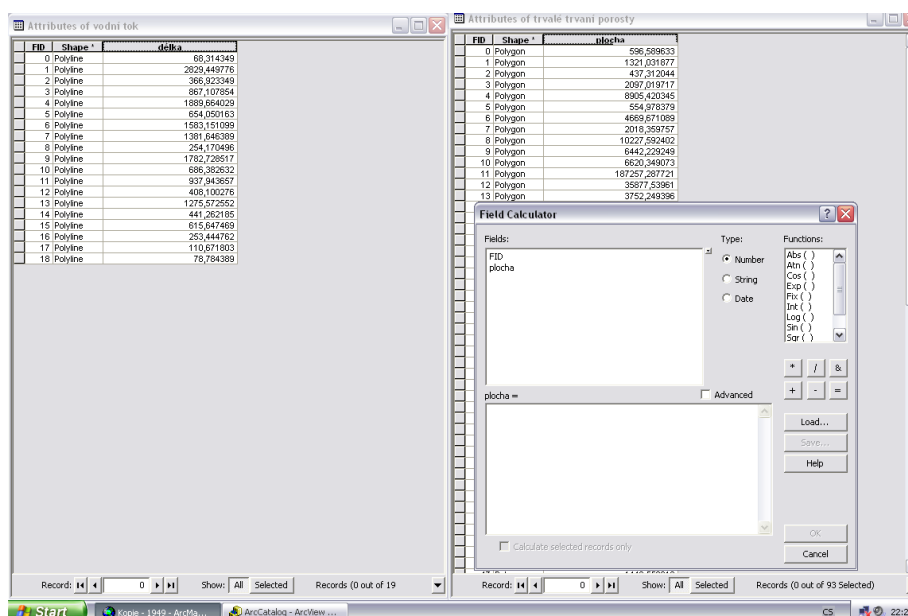 Attributes of vodní tok
FID Shape * délka
0 Polyline 68,314349
1 Polyline 2829,449776
2 Polyline 366,923349
3 Polyline 867,107854
4 Polyline 1889,664029
5 Polyline 654,050163
6 Polyline 1583,151099
7 Polyline 1381,646389
8 Polyline 254,170496
9 Polyline 1782,728517
10 Polyline 686,382632
11 Polyline 937,943657
12 Polyline 408,100276
13 Polyline 1275,572552
14 Polyline 441,262185
15 Polyline 615,647469
16 Polyline 253,444762
17 Polyline 110,671803
18 Polyline 78,784389
Record: 0 Show: All Selected Records (0 out of 19
Attributes of trvalé trvaní porosty
FID Shape * plocha
0 Polygon 596,589633
1 Polygon 1321,031877
2 Polygon 437,312044
3 Polygon 2097,019717
4 Polygon 8905,420345
5 Polygon 554,978379
6 Polygon 4669,671089
7 Polygon 2018,359757
8 Polygon 10227,592402
9 Polygon 6442,229249
10 Polygon 6620,349073
11 Polygon 187257,287721
12 Polygon 35877,53961
13 Polygon 3752,249396
Field Calculator
Fields:
FID
plocha
Type:
Number
String
Date
Functions:
Abs ( )
Atn ( )
Cos ( )
Exp ( )
Fix ( )
Int ( )
Log ( )
Sin ( )
Sqr ( )
* / &
+ - =
plocha =
Advanced
Load...
Save...
Help
Calculate selected records only
OK
Cancel
Record: 0 Show: All Selected Records (0 out of 93 Selected)
Start Kopie - 1949 - ArcMa... ArcCatalog - ArcView ... CS